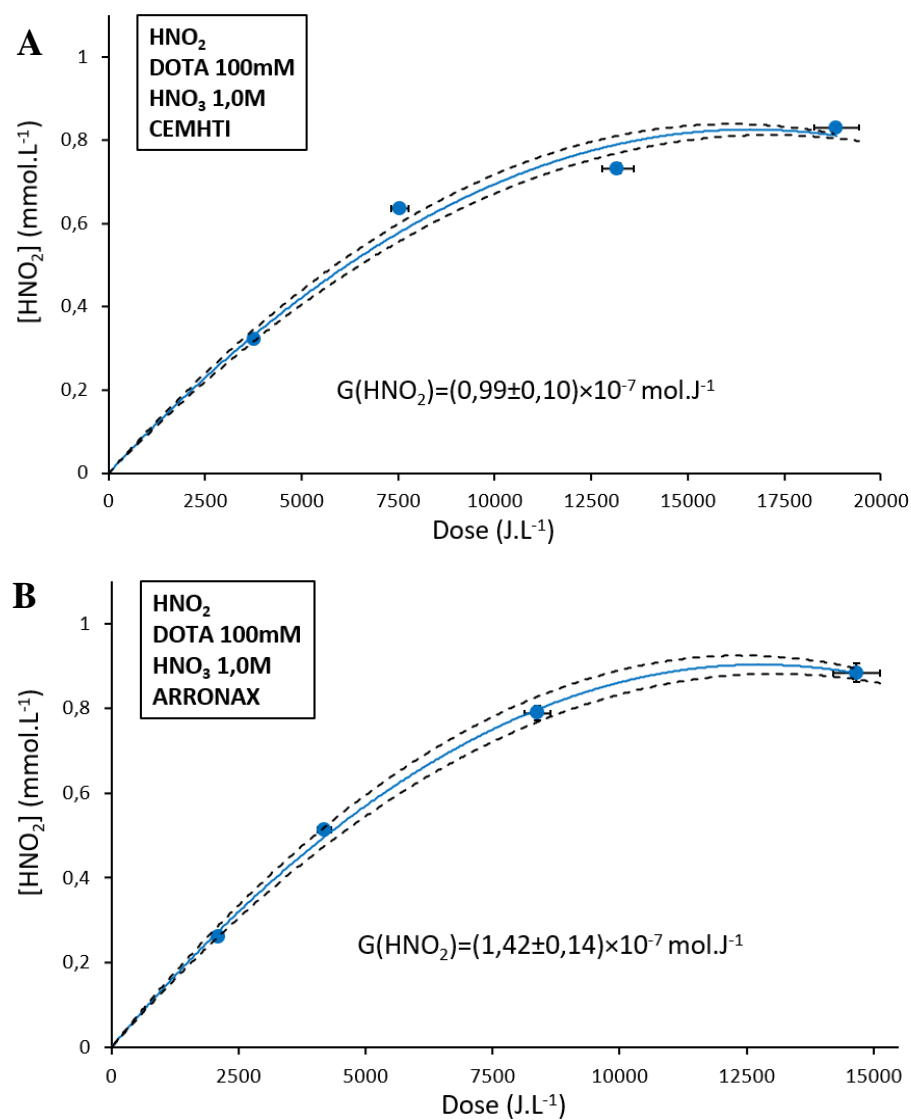 A
HNO₂
DOTA 100mM
HNO₃ 1,0M
CEMHTI
[HNO₂] (mmol.L⁻¹)
1
0,8
0,6
0,4
0,2
0
G(HNO₂)=(0,99±0,10)×10⁻⁷ mol.J⁻¹
0 2500 5000 7500 10000 12500 15000 17500 20000
Dose (J.L⁻¹)
B
HNO₂
DOTA 100mM
HNO₃ 1,0M
ARRONAX
[HNO₂] (mmol.L⁻¹)
1
0,8
0,6
0,4
0,2
0
G(HNO₂)=(1,42±0,14)×10⁻⁷ mol.J⁻¹
0 2500 5000 7500 10000 12500 15000
Dose (J.L⁻¹)